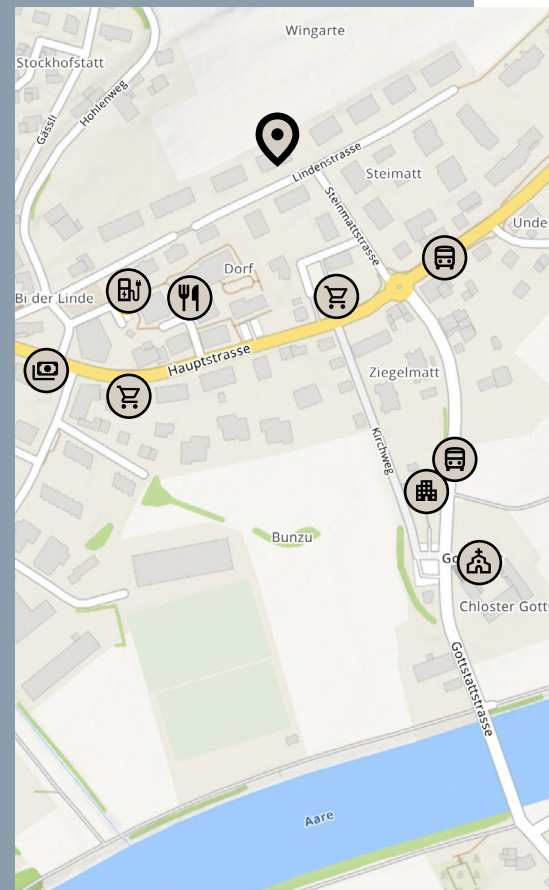 Wingarte
Stockhofstatt
Hohlenweg
Gässli
Lindenstrasse
Steimatt
Steinmattstrasse
Unde
Dorf
Bi der Linde
Hauptstrasse
Ziegelmatt
Kirchweg
Bunzu
Go
Chloster Gotts
Gottstattstrasse
Aare